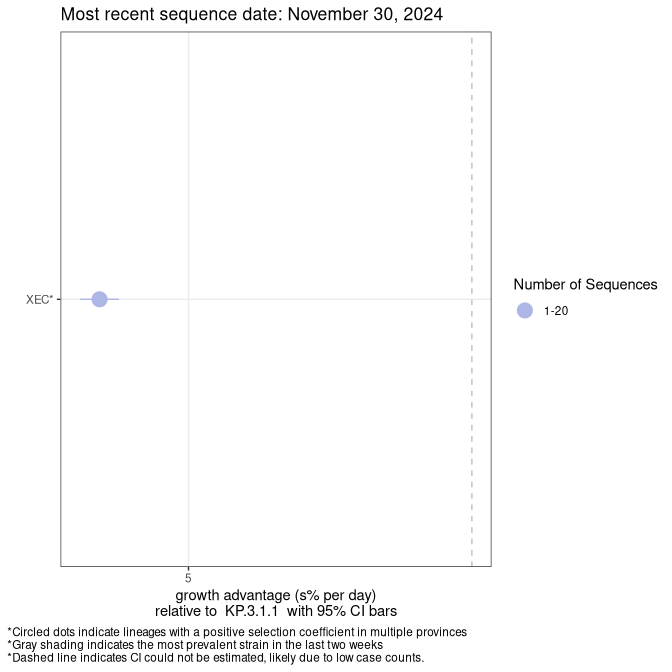 Most recent sequence date: November 30, 2024
XEC*
Number of Sequences
1-20
5
growth advantage (s% per day)
relative to  KP.3.1.1  with 95% CI bars
*Circled dots indicate lineages with a positive selection coefficient in multiple provinces
*Gray shading indicates the most prevalent strain in the last two weeks
*Dashed line indicates CI could not be estimated, likely due to low case counts.